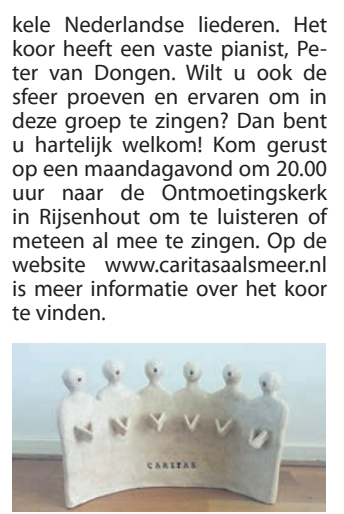 kele Nederlandse liederen. Het
koor heeft een vaste pianist, Pe-
ter van Dongen. Wilt u ook de
sfeer proeven en ervaren om in
deze groep te zingen? Dan bent
u hartelijk welkom! Kom gerust
op een maandagavond om 20.00
uur naar de Ontmoetingskerk
in Rijsenhout om te luisteren of
meteen al mee te zingen. Op de
website www.caritasaalsmeer.nl
is meer informatie over het koor
te vinden.
CARITAS